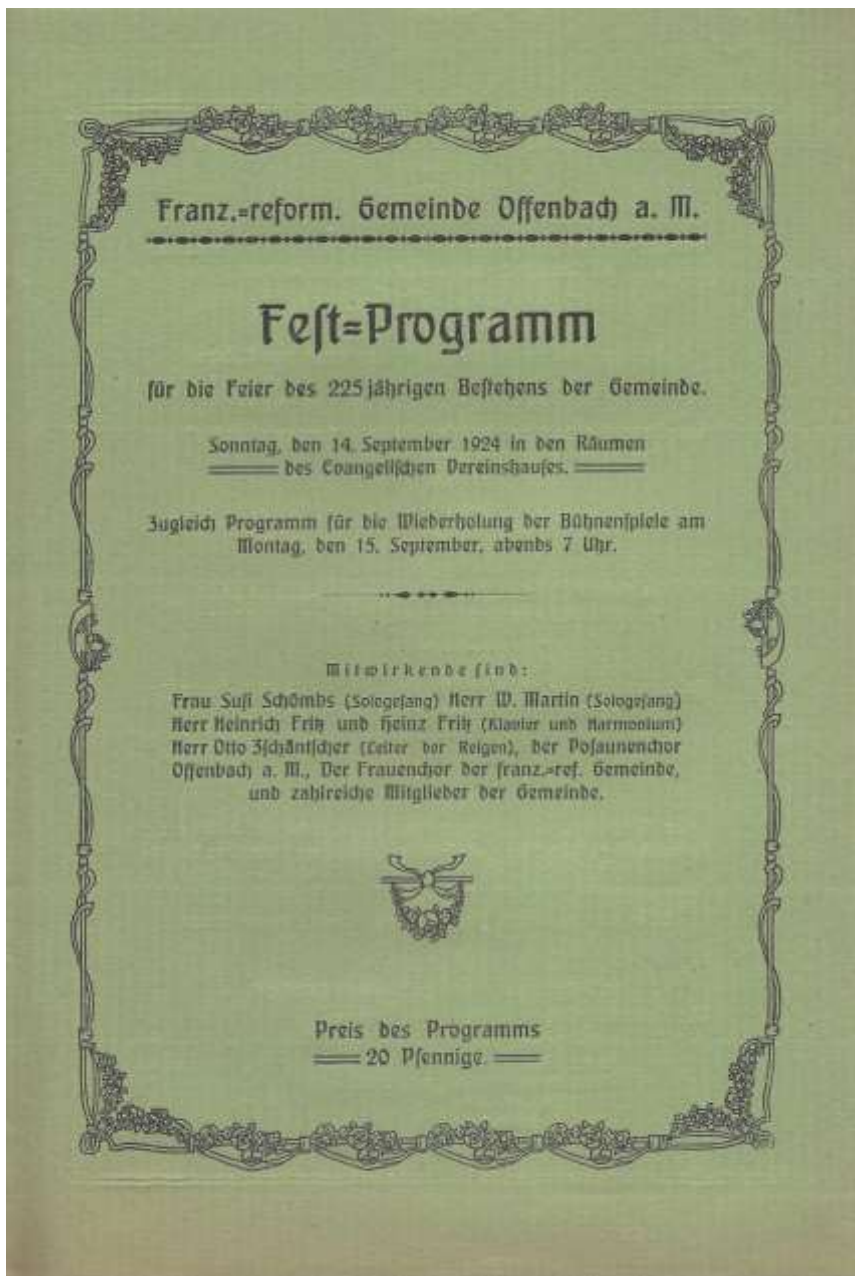 Franz.=reform. Gemeinde Offenbach a. M.
Fest=Programm
für die Feier des 225jährigen Bestehens der Gemeinde.
Sonntag, den 14. September 1924 in den Räumen
des Evangelischen Vereinshauses.
Zugleich Programm für die Wiederholung der Bühnenspiele am
Montag, den 15. September, abends 7 Uhr.
Mitwirkende sind:
Frau Susi Schömbs (Sologesang) Herr W. Martin (Sologesang)
Herr Heinrich Fritz und Heinz Fritz (Klavier und Harmonium)
Herr Otto Zschäntscher (Leiter der Reigen), der Posaunenchor
Offenbach a. M., Der Frauenchor der franz.=ref. Gemeinde,
und zahlreiche Mitglieder der Gemeinde.
Preis des Programms
20 Pfennige.